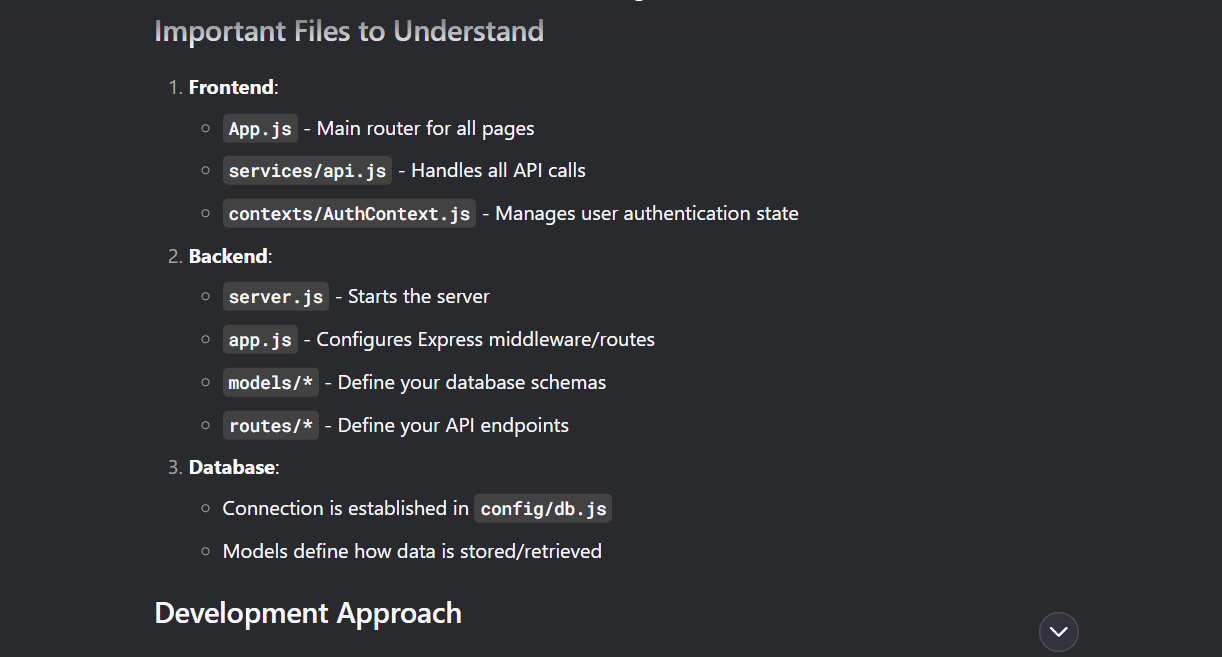 Important Files to Understand
1. Frontend:
App.js - Main router for all pages
services/api.js - Handles all API calls
contexts/AuthContext.js - Manages user authentication state
2. Backend:
server.js - Starts the server
app.js - Configures Express middleware/routes
models/* - Define your database schemas
routes/* - Define your API endpoints
3. Database:
Connection is established in config/db.js
Models define how data is stored/retrieved
Development Approach